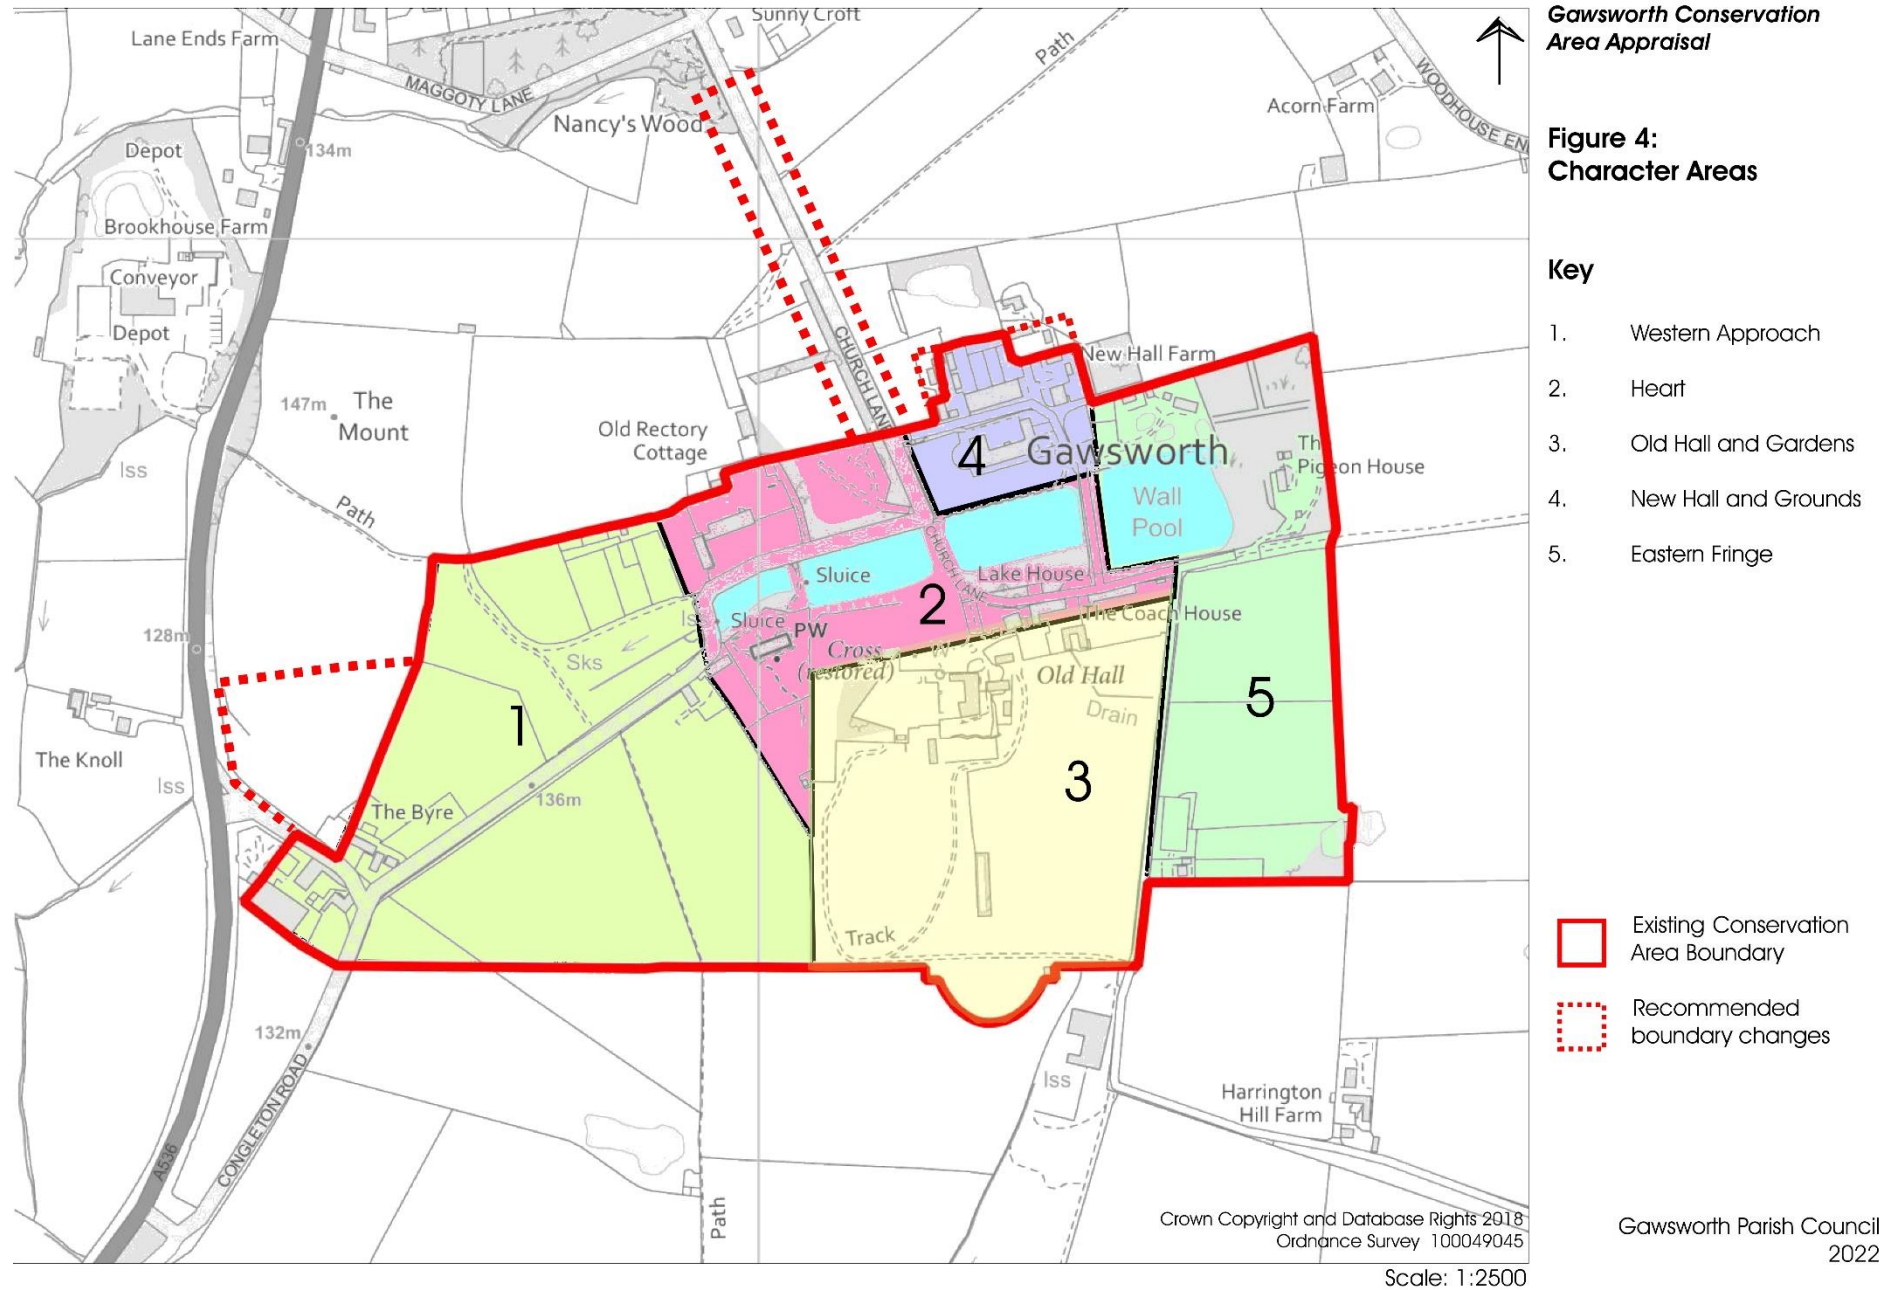 Gawsworth Conservation
Area Appraisal
Figure 4:
Character Areas
Key
1. Western Approach
2. Heart
3. Old Hall and Gardens
4. New Hall and Grounds
5. Eastern Fringe
Existing Conservation
Area Boundary
Recommended
boundary changes
Gawsworth Parish Council
2022
Sunny Croft
Lane Ends Farm
MAGGOTY LANE
Path
WOODHOUSE EN
Acorn Farm
Nancy's Wood
134m
Depot
Brookhouse Farm
Conveyor
Depot
CHURCH LANE
New Hall Farm
147m
The
Mount
Old Rectory
Cottage
Iss
Path
4
Gawsworth
Th
Pigeon House
Wall
Pool
CHURCH LANE
Sluice
Lake House
2
Iss
Sluice
PW
The Coach House
128m
Sks
Cross
(restored)
Old Hall
Drain
5
1
3
The Knoll
Iss
136m
The Byre
Track
132m
CONGLETON ROAD
A536
Iss
Harrington
Hill Farm
Path
Crown Copyright and Database Rights 2018
Ordnance Survey 100049045
Scale: 1:2500